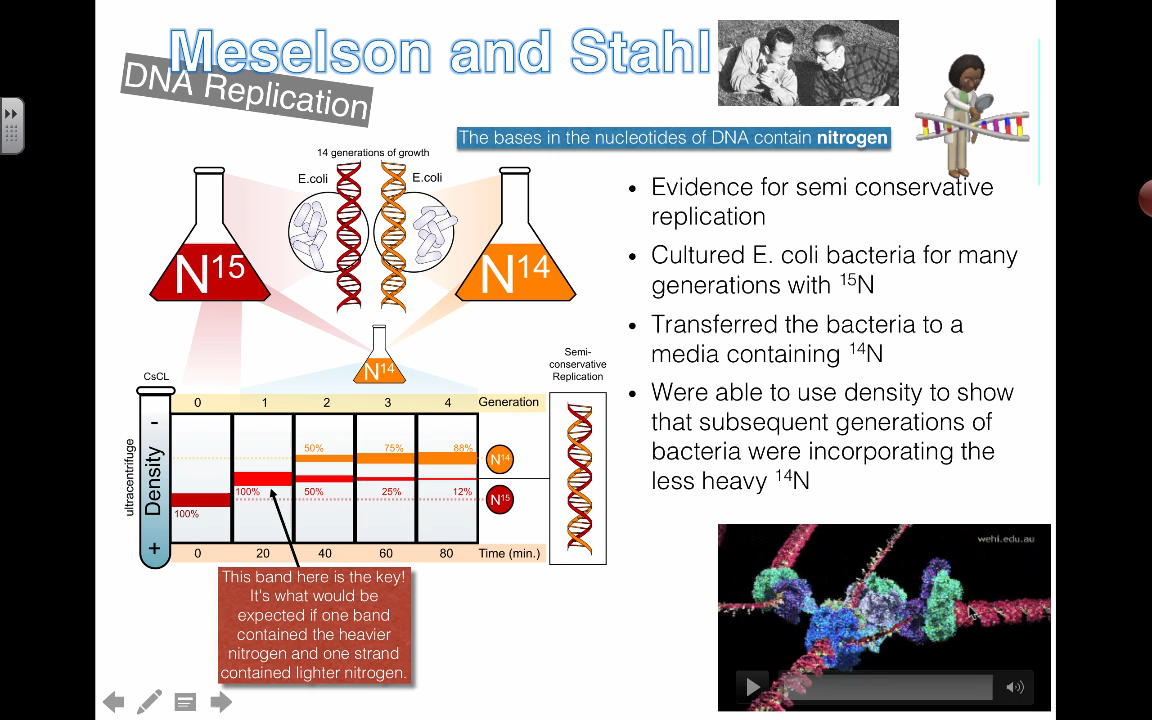 Meselson and Stahl
DNA Replication
The bases in the nucleotides of DNA contain nitrogen
14 generations of growth
E.coli
E.coli
N15
N14
N14
• Evidence for semi conservative
replication
• Cultured E. coli bacteria for many
generations with 15N
• Transferred the bacteria to a
media containing 14N
• Were able to use density to show
that subsequent generations of
bacteria were incorporating the
less heavy 14N
CsCL
Semi-
conservative
Replication
0 1 2 3 4 Generation
ultracentrifuge
- Density +
50% 75% 88%
N14
100% 50% 25% 12%
N15
100%
0 20 40 60 80 Time (min.)
This band here is the key!
It's what would be
expected if one band
contained the heavier
nitrogen and one strand
contained lighter nitrogen.
wehi.edu.au